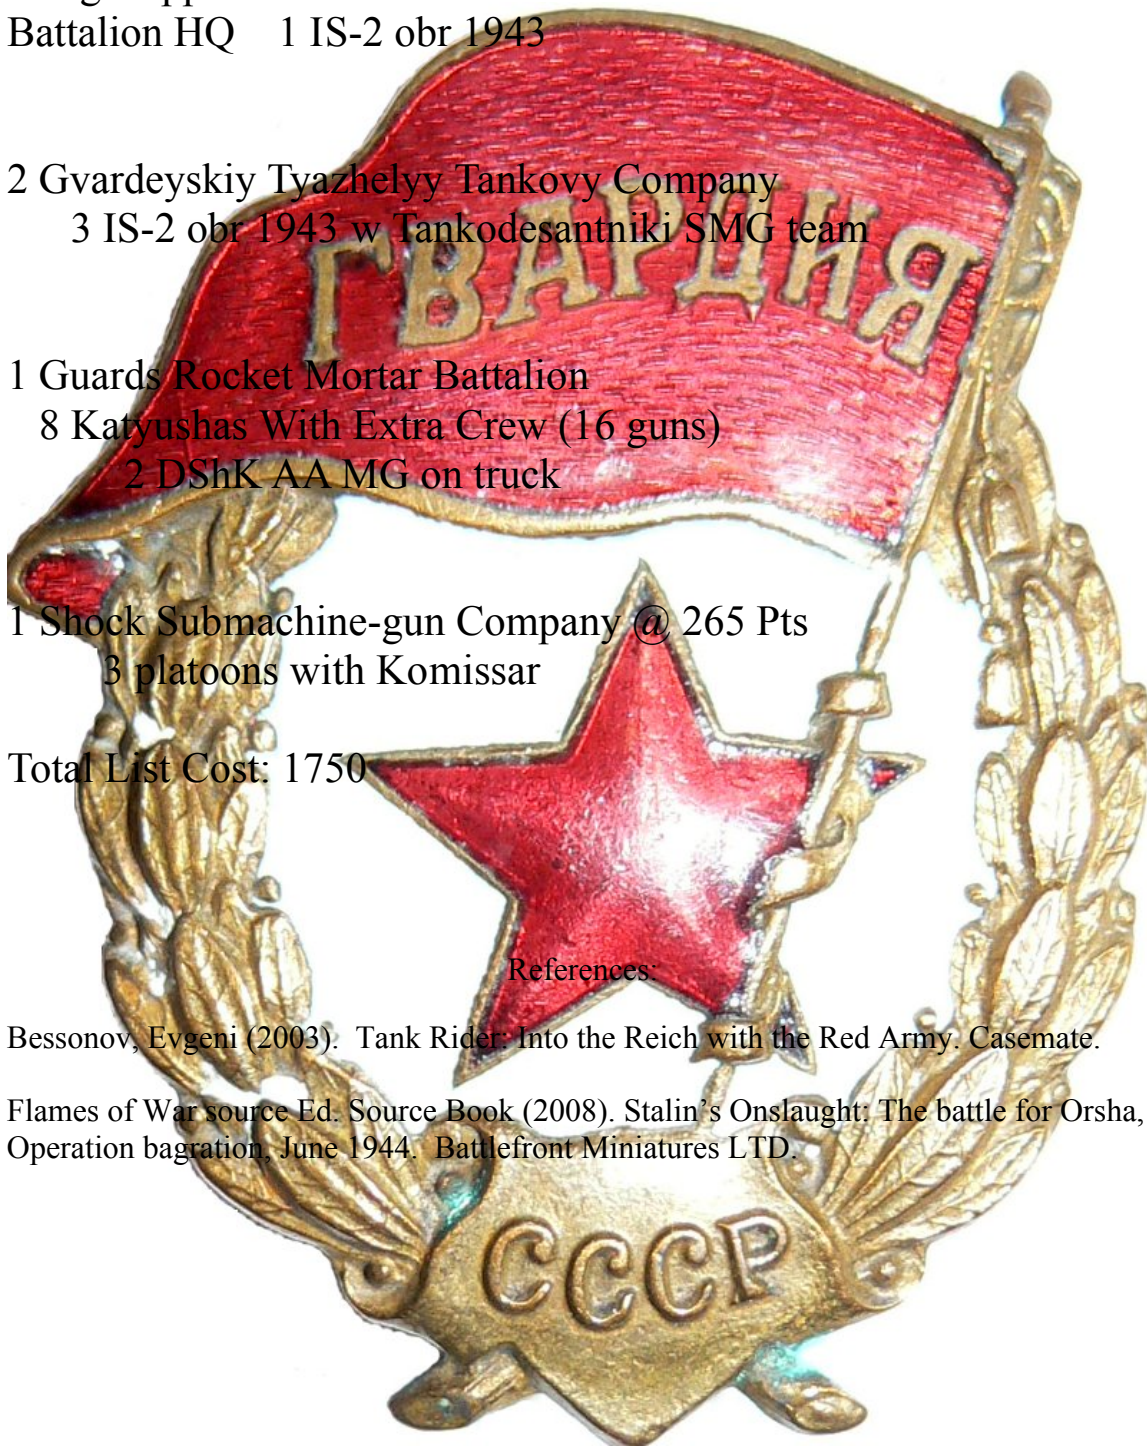 Battalion HQ 1 IS-2 obr 1943
2 Gvardeyskiy Tyazhelyy Tankovy Company
3 IS-2 obr 1943 w Tankodesantniki SMG team
ГВАРДИЯ
1 Guards Rocket Mortar Battalion
8 Katyushas With Extra Crew (16 guns)
2 DShK AA MG on truck
1 Shock Submachine-gun Company @ 265 Pts
3 platoons with Komissar
Total List Cost: 1750
References:
Bessonov, Evgeni (2003). Tank Rider: Into the Reich with the Red Army. Casemate.
Flames of War source Ed. Source Book (2008). Stalin’s Onslaught: The battle for Orsha,
Operation bagration, June 1944. Battlefront Miniatures LTD.
СССР